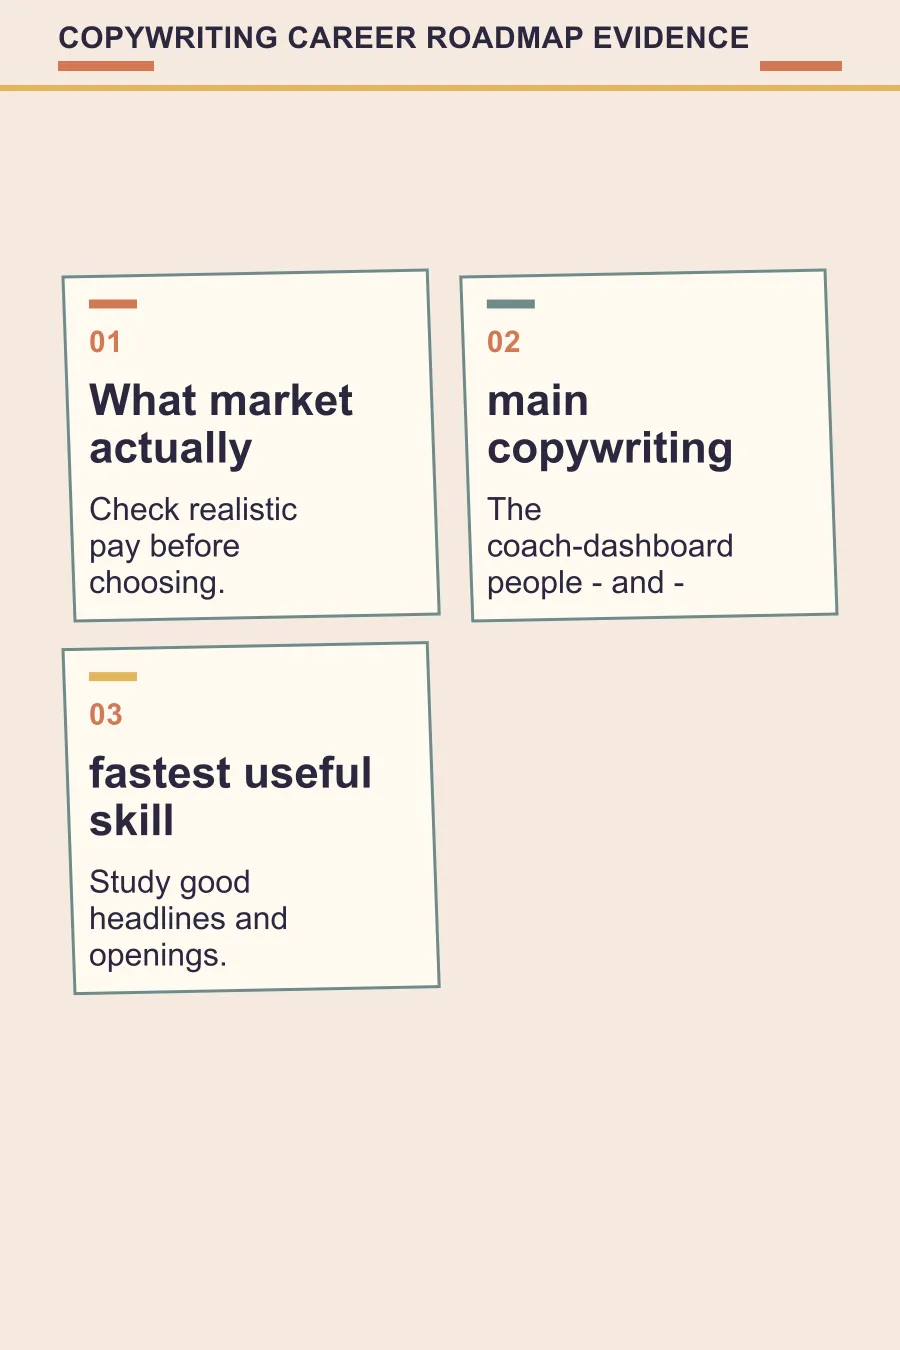 COPYWRITING CAREER ROADMAP EVIDENCE
01
What market
actually
Check realistic
pay before
choosing.
02
main
copywriting
The
coach-dashboard
people - and -
03
fastest useful
skill
Study good
headlines and
openings.